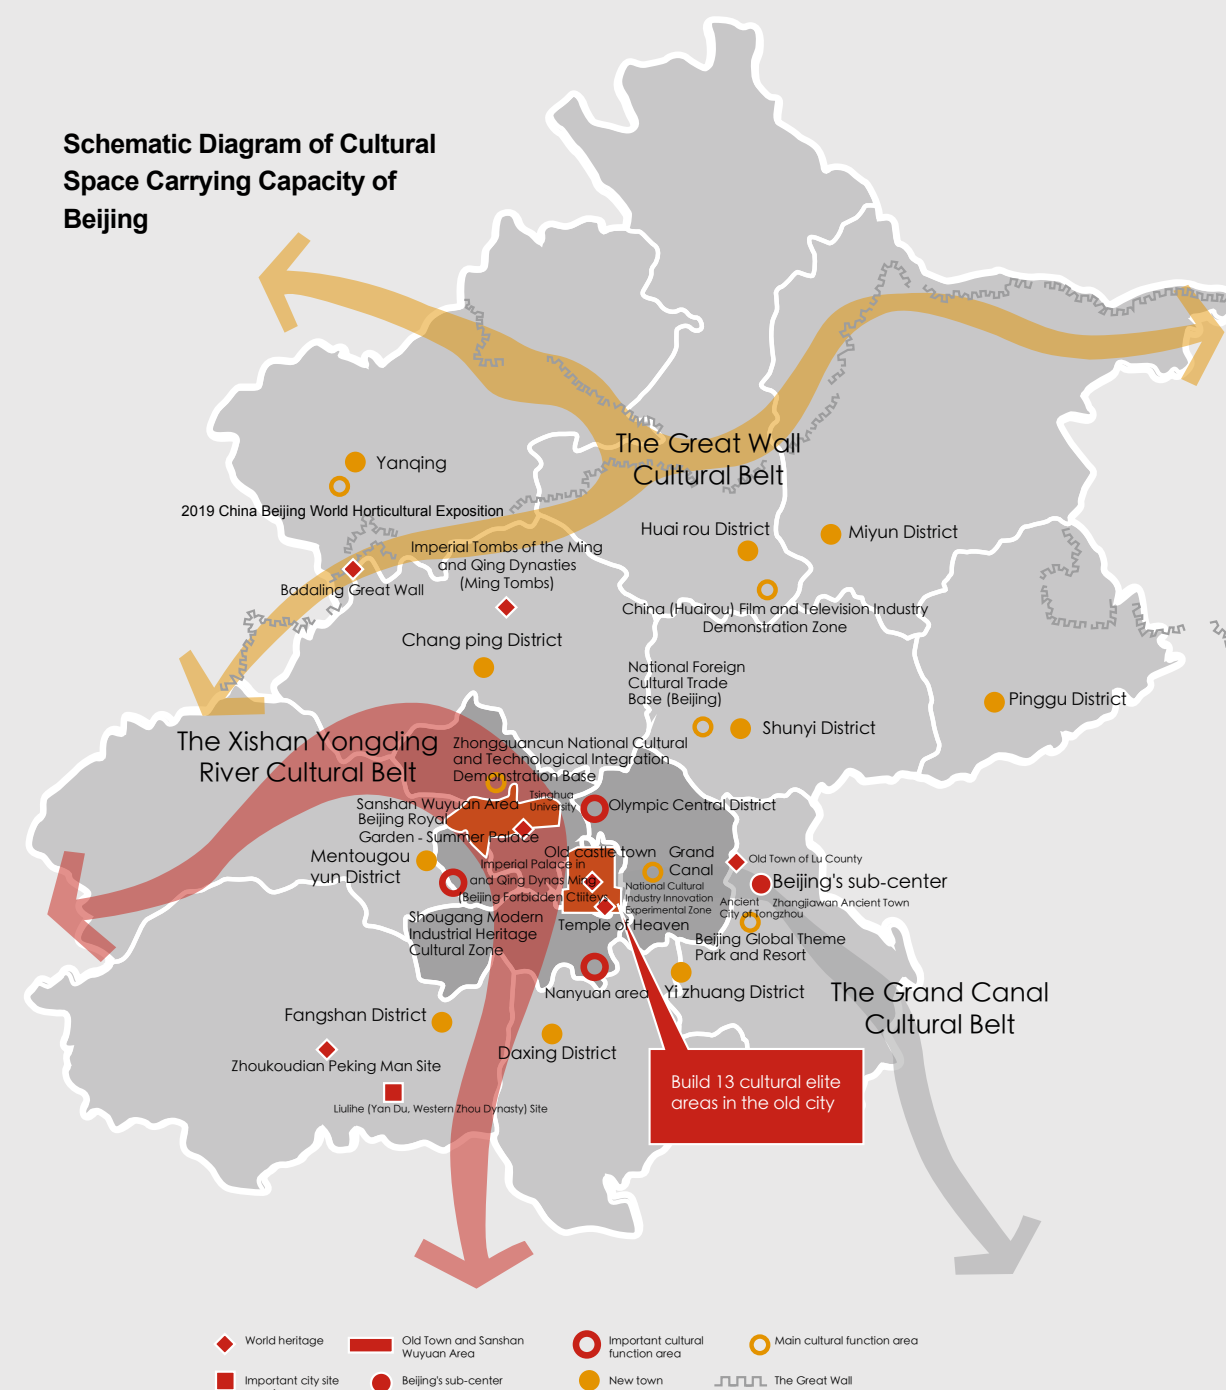 Schematic Diagram of Cultural
Space Carrying Capacity of
Beijing
The Great Wall
Cultural Belt
Yanqing
2019 China Beijing World Horticultural Exposition
Huai rou District
Miyun District
Imperial Tombs of the Ming
and Qing Dynasties
(Ming Tombs)
Badaling Great Wall
China (Huairou) Film and Television Industry
Demonstration Zone
Chang ping District
National Foreign
Cultural Trade
Base (Beijing)
Pinggu District
Shunyi District
The Xishan Yongding
River Cultural Belt
Zhongguancun National Cultural
and Technological Integration
Demonstration Base
Tsinghua
University
Olympic Central District
Sanshan Wuyuan Area
Beijing Royal
Garden - Summer Palace
Old castle town
Grand
Canal
Old Town of Lu County
Mentougou
yun District
Imperial Palace in
and Qing Dynas Ming
(Beijing Forbidden Ctiiteys
National Cultural
Industry Innovation
Experimental Zone
Beijing's sub-center
Ancient
City of Tongzhou
Zhangjiawan Ancient Town
Shougang Modern
Industrial Heritage
Cultural Zone
Temple of Heaven
Beijing Global Theme
Park and Resort
Nanyuan area
Yi zhuang District
The Grand Canal
Cultural Belt
Fangshan District
Daxing District
Zhoukoudian Peking Man Site
Liulihe (Yan Du, Western Zhou Dynasty) Site
Build 13 cultural elite
areas in the old city
World heritage
Old Town and Sanshan
Wuyuan Area
Important cultural
function area
Main cultural function area
Important city site
Beijing's sub-center
New town
The Great Wall